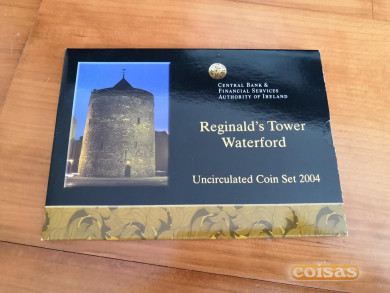 CENTRAL BANK &
FINANCIAL SERVICES
AUTHORITY OF IRELAND
Reginald's Tower
Waterford
Uncirculated Coin Set 2004
coisas